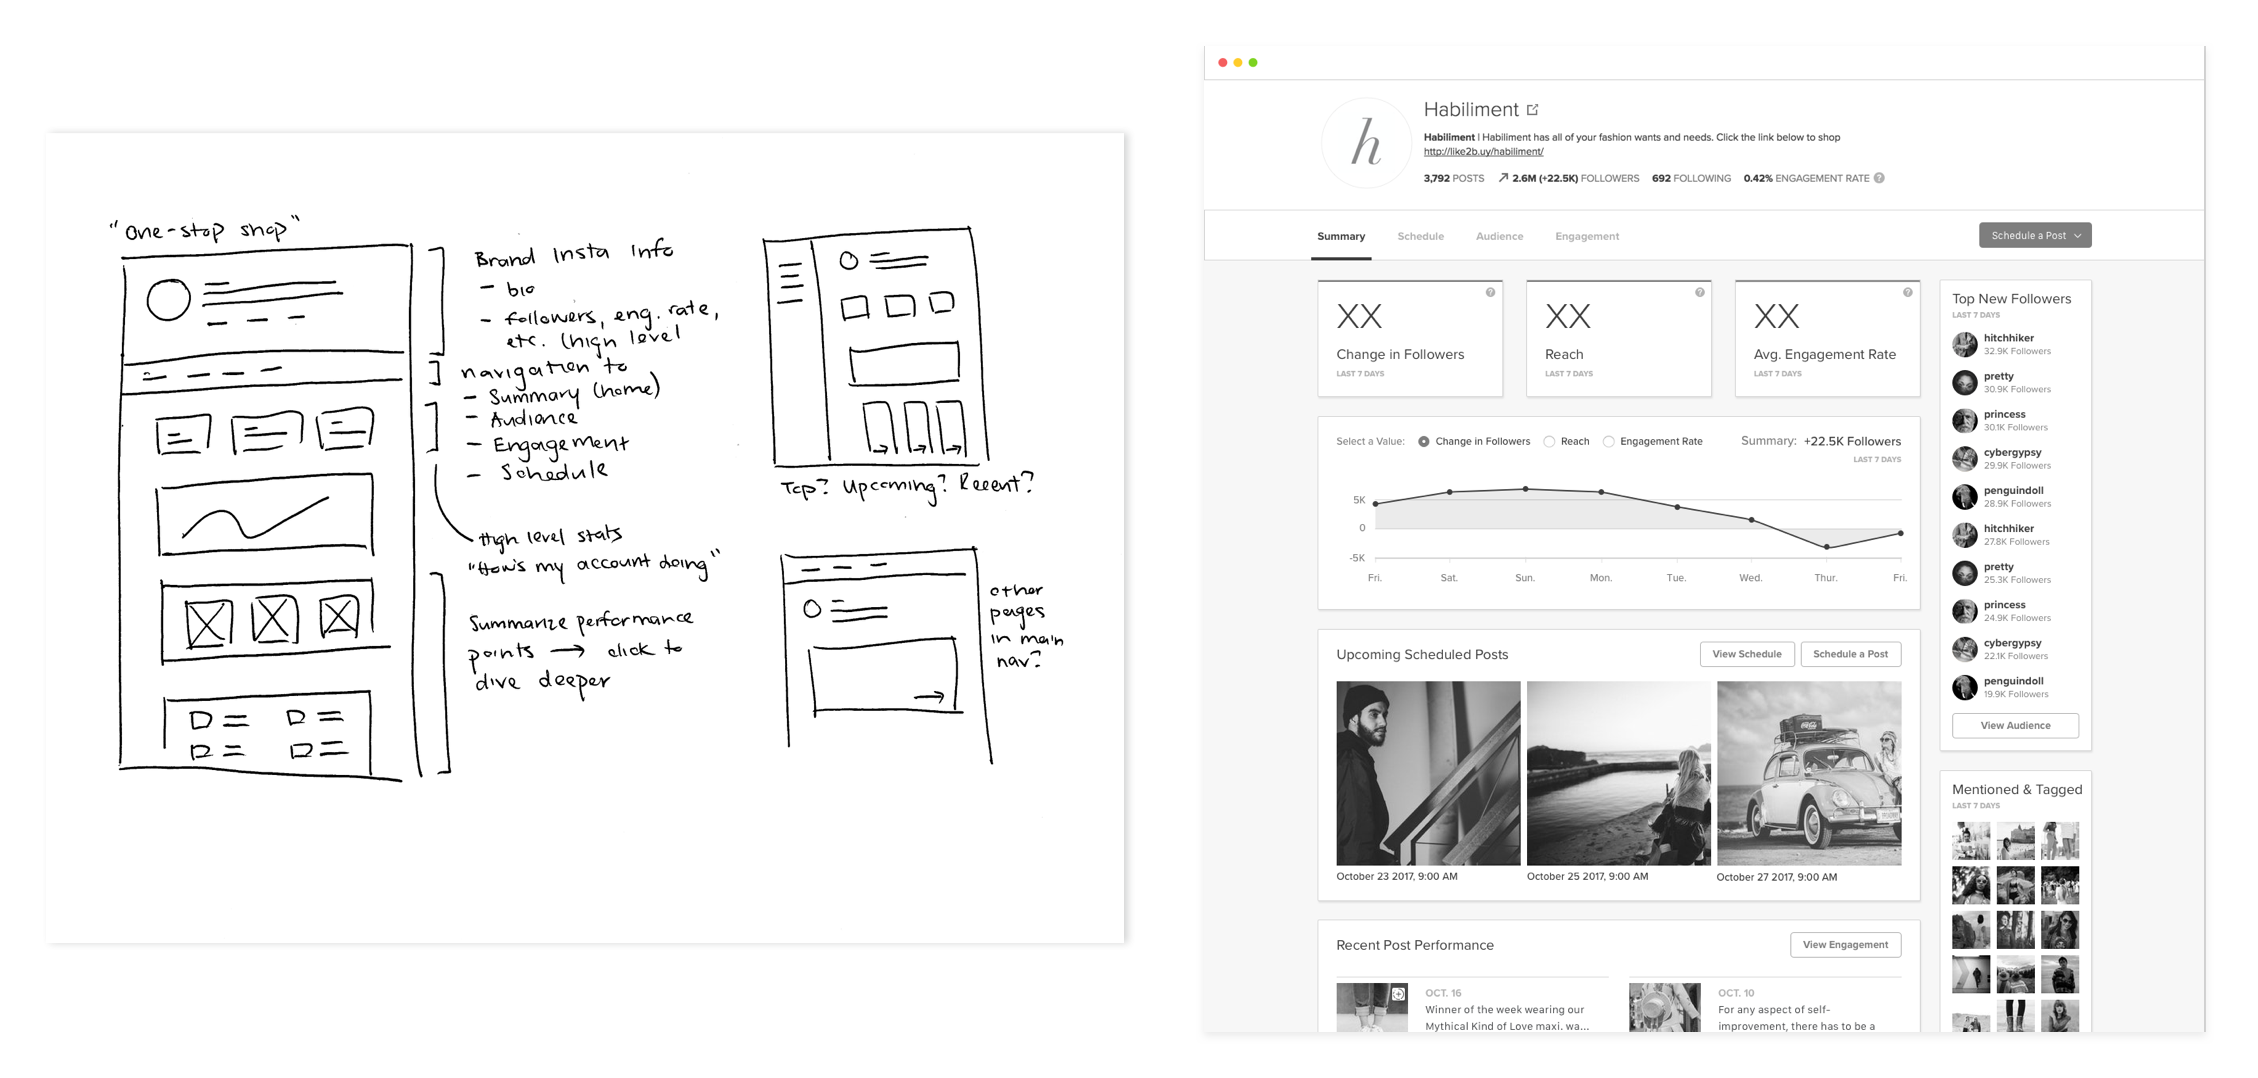 "one-stop shop"
Brand Insta Info
- bio
- followers, eng. rate,
etc. (high level
navigation to
- Summary (home)
- Audience
- Engagement
- Schedule
High level stats
"How's my account doing"
Summarize performance
points → click to
dive deeper
Top? Upcoming? Recent?
other
pages
in main
nav?
h
Habiliment
Habiliment | Habiliment has all of your fashion wants and needs. Click the link below to shop
http://like2b.uy/habiliment/
3,792 POSTS 2.6M (+22.5K) FOLLOWERS 692 FOLLOWING 0.42% ENGAGEMENT RATE ?
Summary Schedule Audience Engagement
Schedule a Post
XX
Change in Followers
LAST 7 DAYS
?
XX
Reach
LAST 7 DAYS
?
XX
Avg. Engagement Rate
LAST 7 DAYS
?
Select a Value: Change in Followers Reach Engagement Rate
Summary: +22.5K Followers
LAST 7 DAYS
5K
0
-5K
Fri. Sat. Sun. Mon. Tue. Wed. Thur. Fri.
Upcoming Scheduled Posts
View Schedule
Schedule a Post
October 23 2017, 9:00 AM
October 25 2017, 9:00 AM
October 27 2017, 9:00 AM
Recent Post Performance
View Engagement
OCT. 16
Winner of the week wearing our
Mythical Kind of Love maxi. wa...
OCT. 10
For any aspect of self-
improvement, there has to be a
Top New Followers
LAST 7 DAYS
hitchhiker
32.9K Followers
pretty
30.9K Followers
princess
30.1K Followers
cybergypsy
29.9K Followers
penguindoll
28.9K Followers
hitchhiker
27.8K Followers
pretty
25.3K Followers
princess
24.9K Followers
cybergypsy
22.1K Followers
penguindoll
19.9K Followers
View Audience
Mentioned & Tagged
LAST 7 DAYS